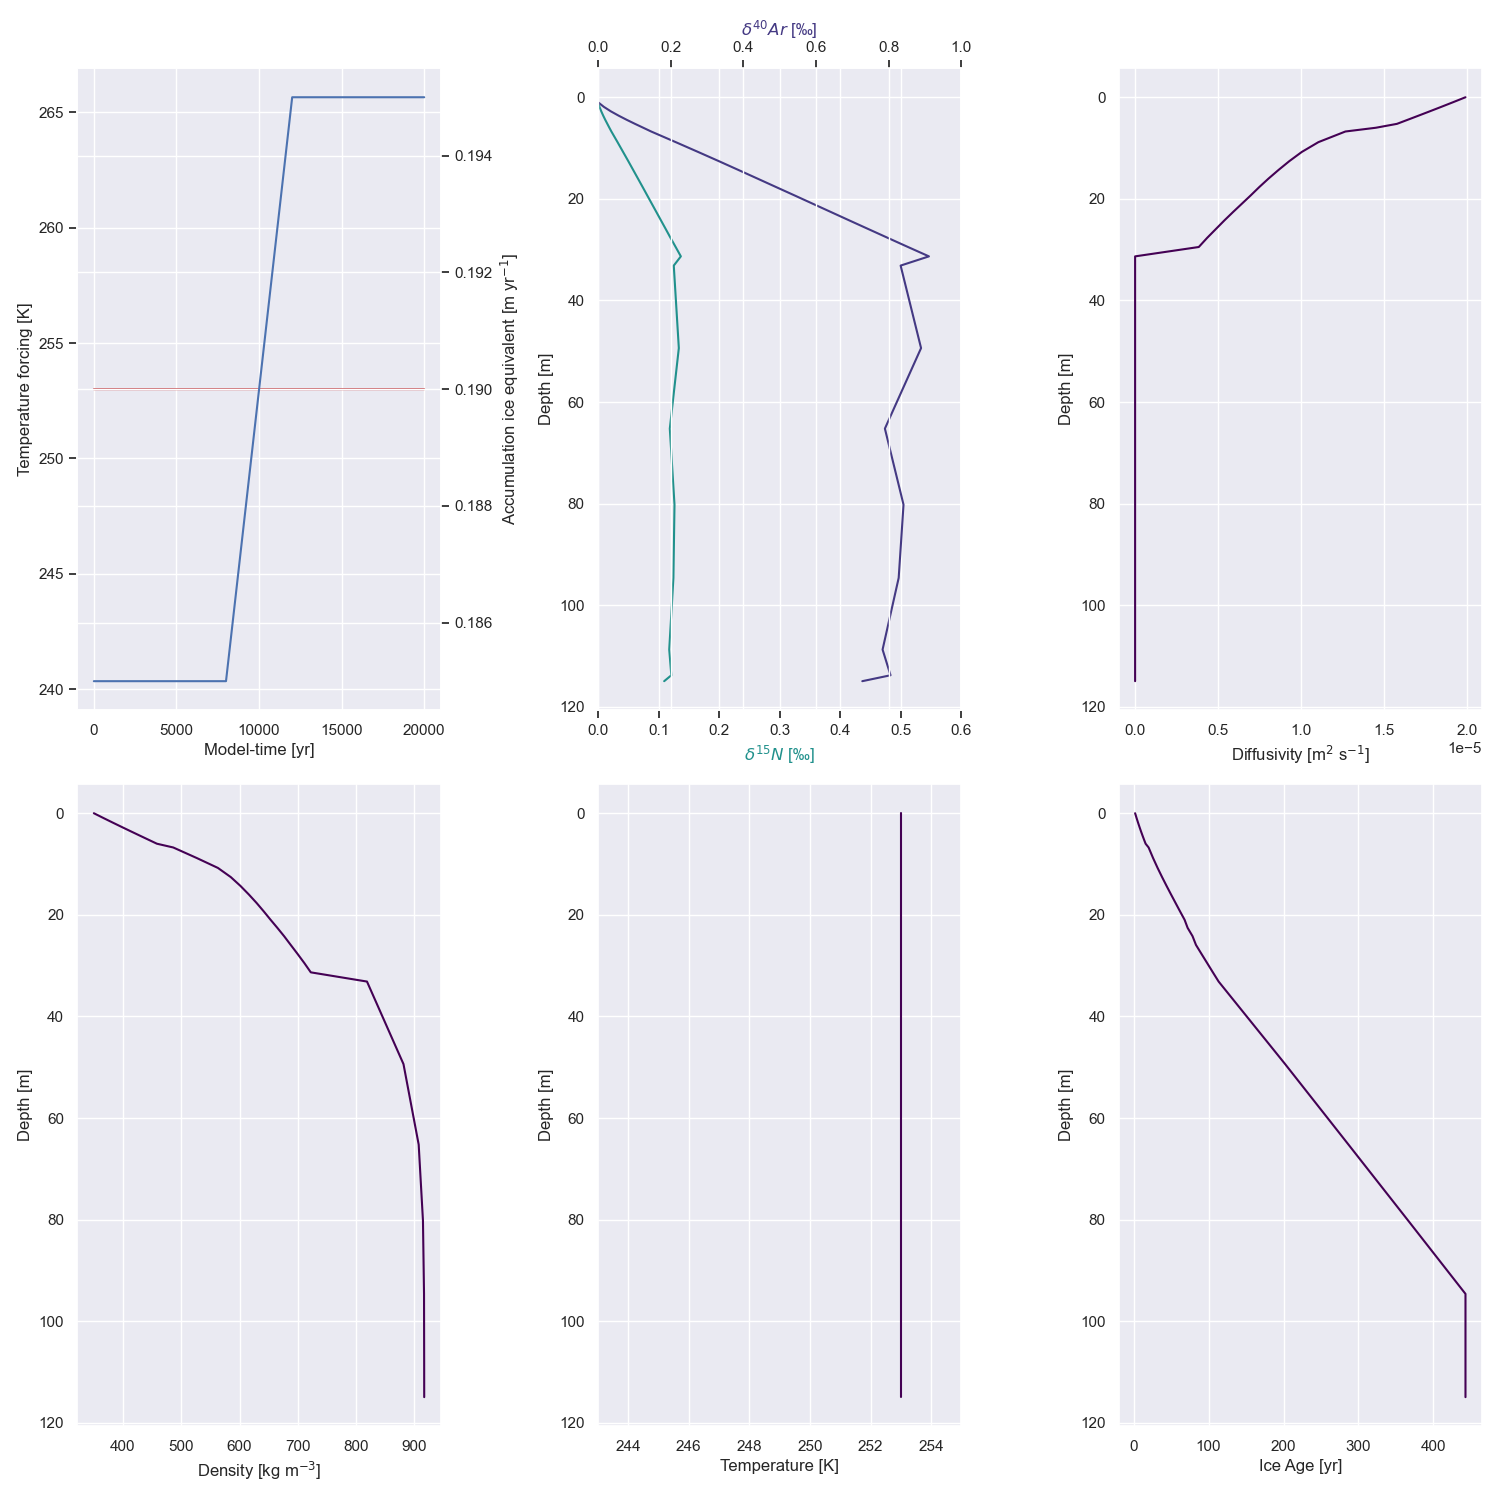 δ⁴⁰Ar [‰]
0.0 0.2 0.4 0.6 0.8 1.0
265
260
255
250
245
240
Temperature forcing [K]
0.194
0.192
0.190
0.188
0.186
Accumulation ice equivalent [m yr⁻¹]
0 5000 10000 15000 20000
Model-time [yr]
0
20
40
60
80
100
120
Depth [m]
0.0 0.1 0.2 0.3 0.4 0.5 0.6
δ¹⁵N [‰]
0
20
40
60
80
100
120
Depth [m]
0.0 0.5 1.0 1.5 2.0
1e−5
Diffusivity [m² s⁻¹]
0
20
40
60
80
100
120
Depth [m]
400 500 600 700 800 900
Density [kg m⁻³]
0
20
40
60
80
100
120
Depth [m]
244 246 248 250 252 254
Temperature [K]
0
20
40
60
80
100
120
Depth [m]
0 100 200 300 400
Ice Age [yr]